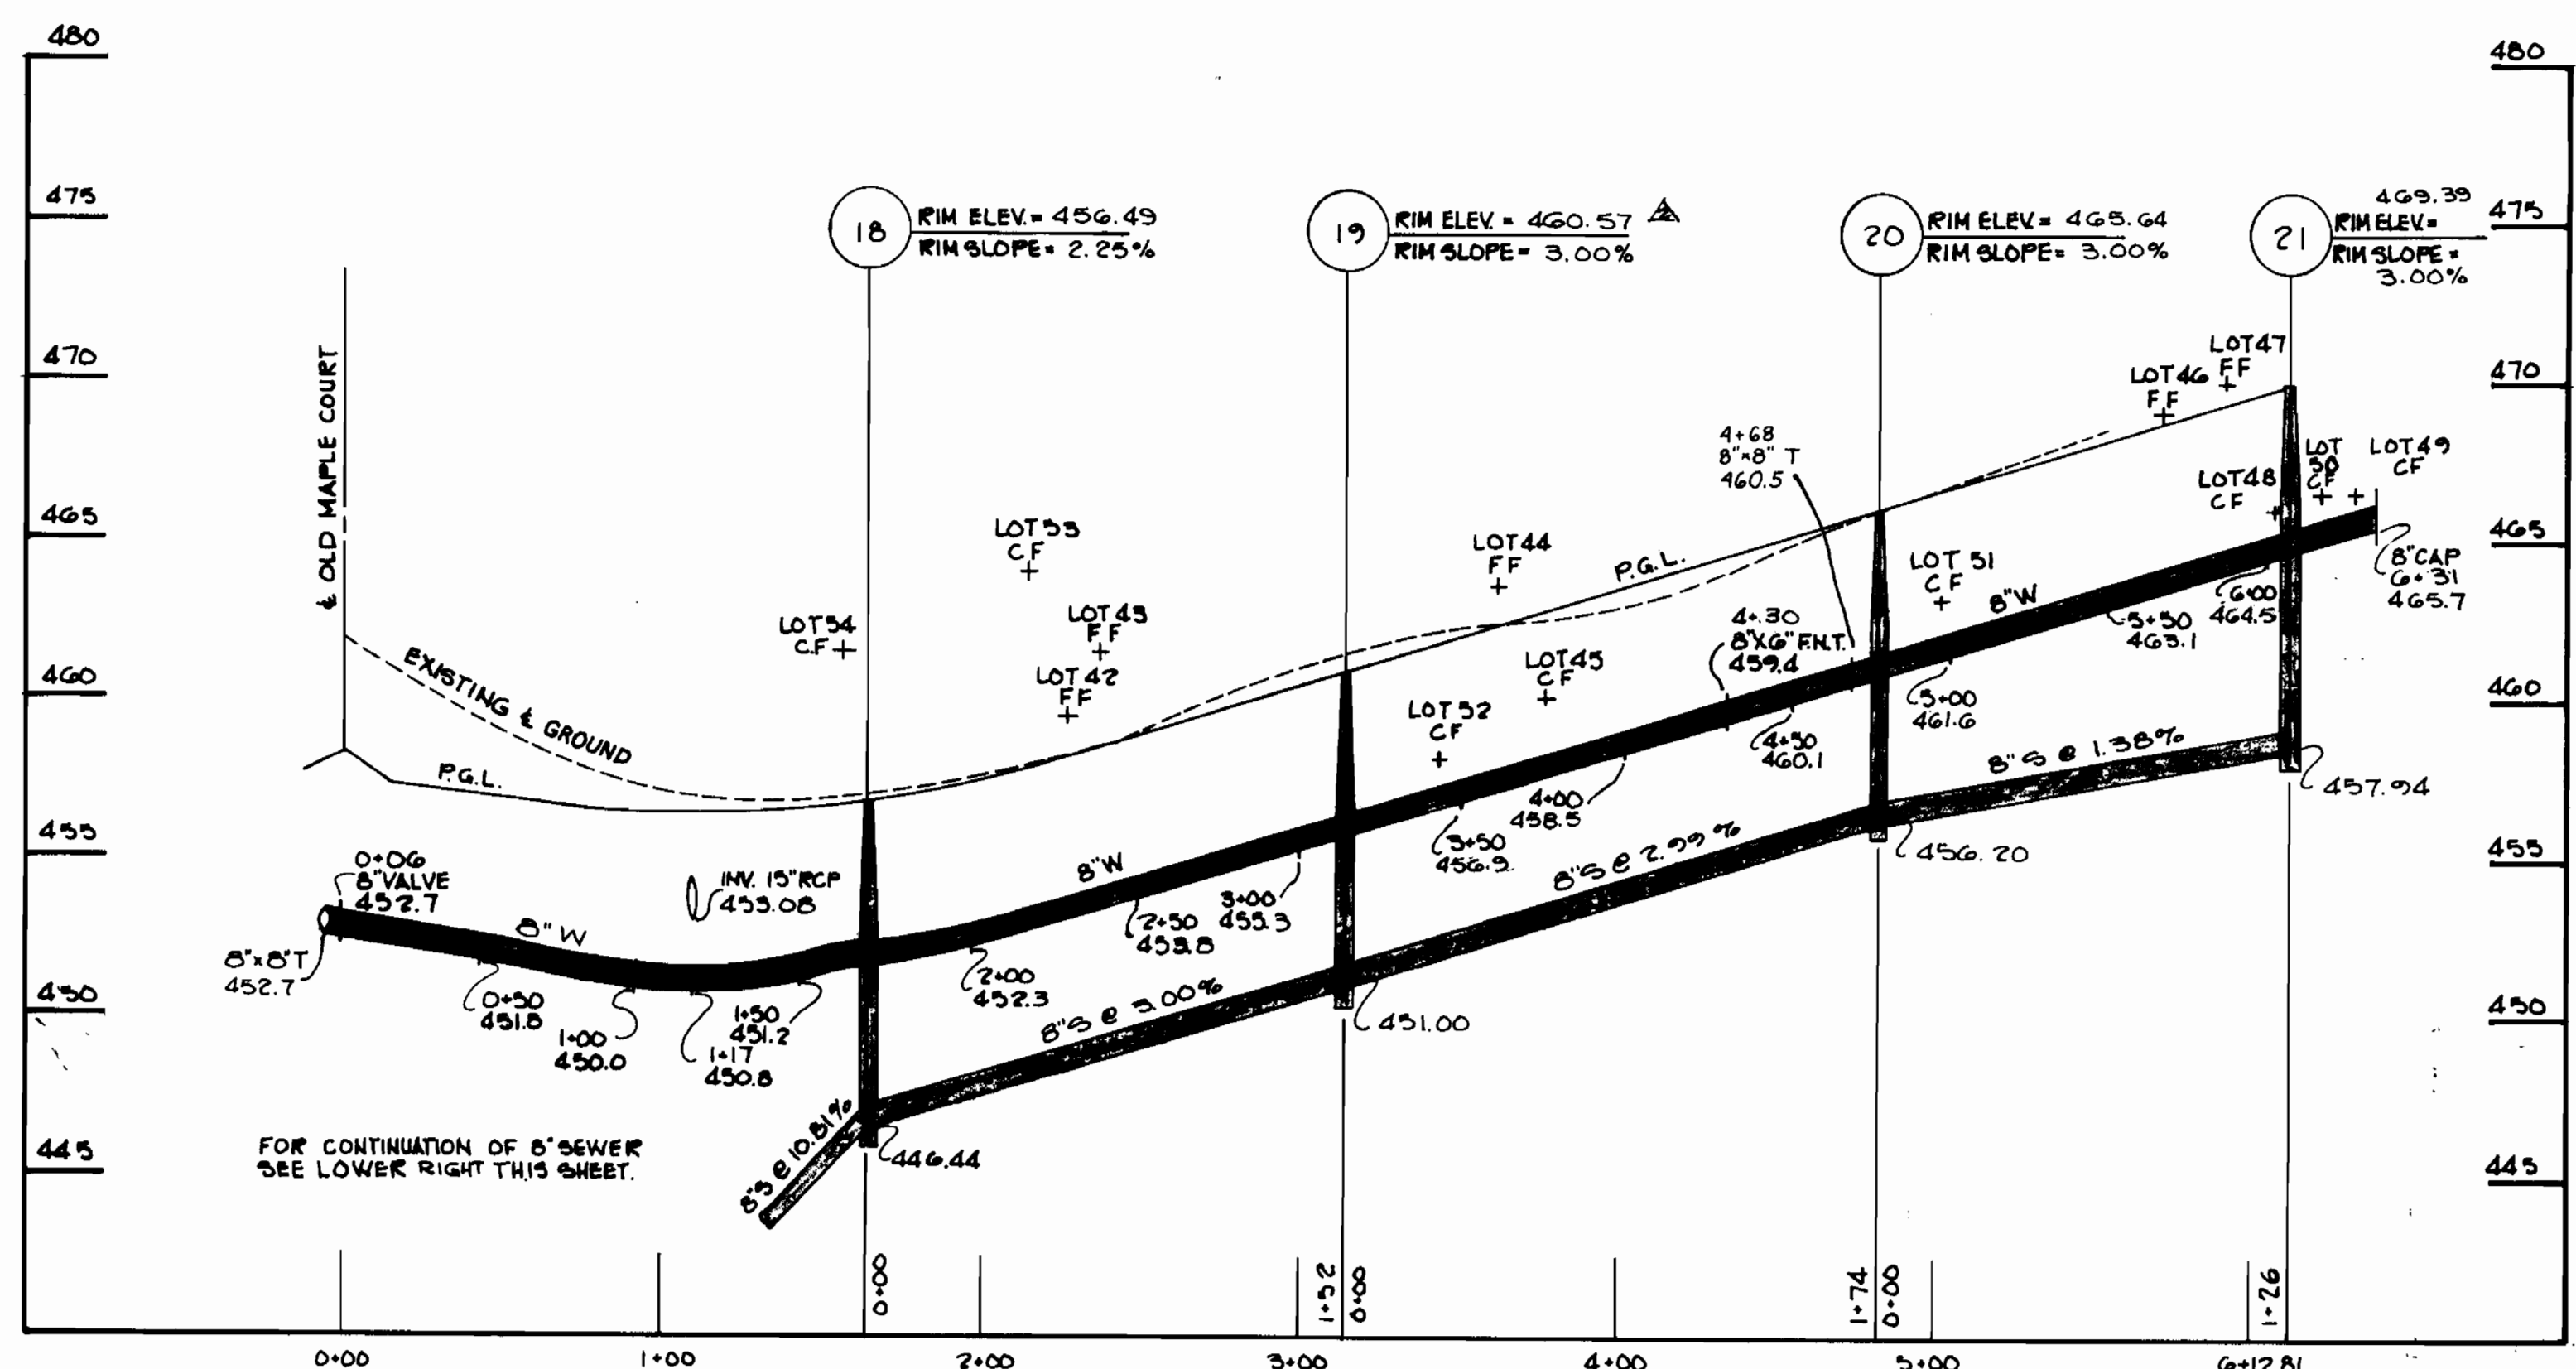 480
480
475
18
RIM ELEV. = 456.49
RIM SLOPE = 2.25%
19
RIM ELEV. = 460.57
2
RIM SLOPE = 3.00%
20
RIM ELEV = 465.64
RIM SLOPE = 3.00%
21
469.39
RIM ELEV =
RIM SLOPE =
3.00%
475
470
℄ OLD MAPLE COURT
LOT 47
FF
LOT 46
FF
470
4+68
8"x8" T
460.5
LOT 48
CF
LOT
50
CF
LOT 49
CF
465
LOT 53
CF
LOT 44
FF
P.G.L.
LOT 51
CF
8"W
465
8"CAP
6+31
465.7
LOT 54
C.F
LOT 43
FF
LOT 42
FF
LOT 45
CF
4+30
8"X6" F.H.T.
459.4
6+00
464.5
5+50
463.1
460
EXISTING ℄ GROUND
LOT 52
CF
5+00
461.6
4+50
460.1
460
P.G.L.
8"S @ 1.38%
457.94
4+00
458.5
455
0+06
8"VALVE
452.7
INV. 15"RCP
453.08
8"W
3+50
456.9
8"S @ 2.99%
456.20
455
8"W
8"x8"T
452.7
2+50
453.8
3+00
455.3
450
0+50
451.8
1+00
450.0
1+17
450.8
1+50
451.2
2+00
452.3
8"S @ 3.00%
451.00
450
445
FOR CONTINUATION OF 8" SEWER
SEE LOWER RIGHT THIS SHEET.
8"S @ 10.81%
446.44
445
0+00
1+52
0+00
1+74
0+00
1+26
0+00
1+00
2+00
3+00
4+00
5+00
6+12.81